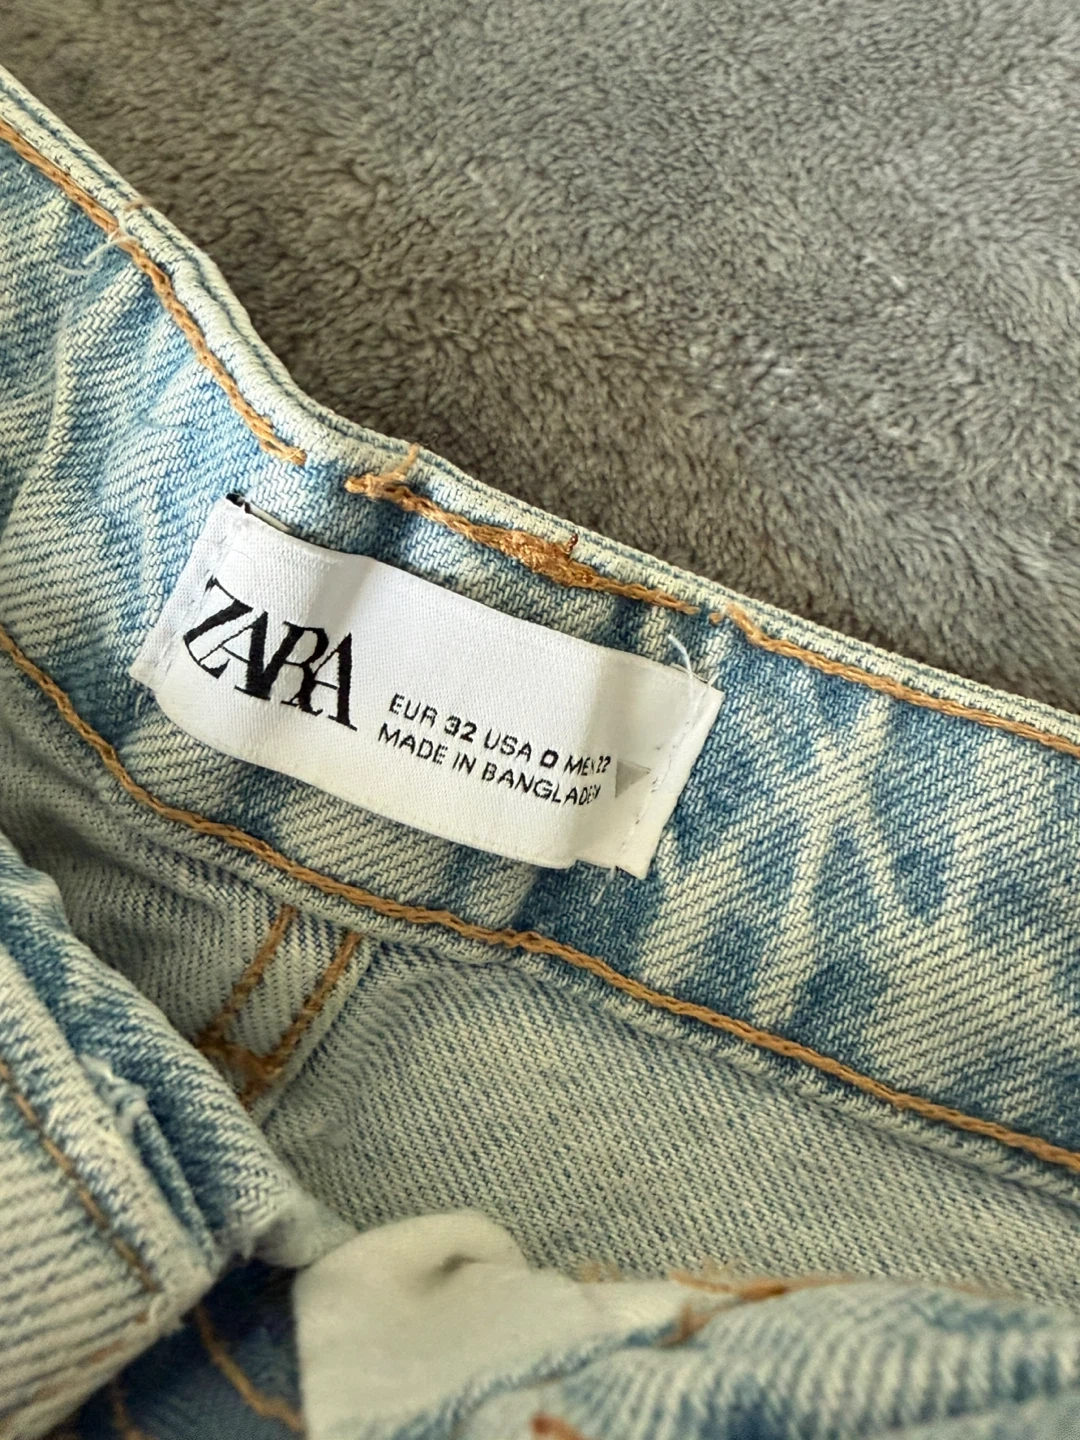 ZARA
EUR 32 USA 0 MEX 22
MADE IN BANGLADESH